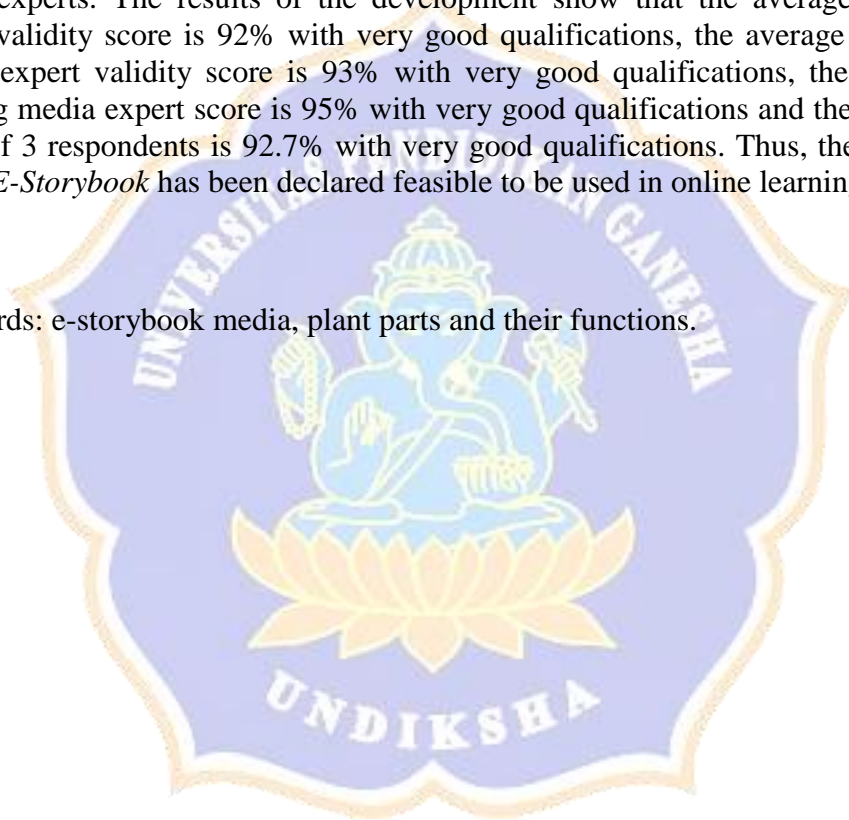 experts. The results of the development show that the average
validity score is 92% with very good qualifications, the average
expert validity score is 93% with very good qualifications, the
media expert score is 95% with very good qualifications and the
3 respondents is 92.7% with very good qualifications. Thus, the
E-Storybook has been declared feasible to be used in online learning
UNIVERSITAS PENDIDIKAN GANESHA
rds: e-storybook media, plant parts and their functions.
UNDIKSHA